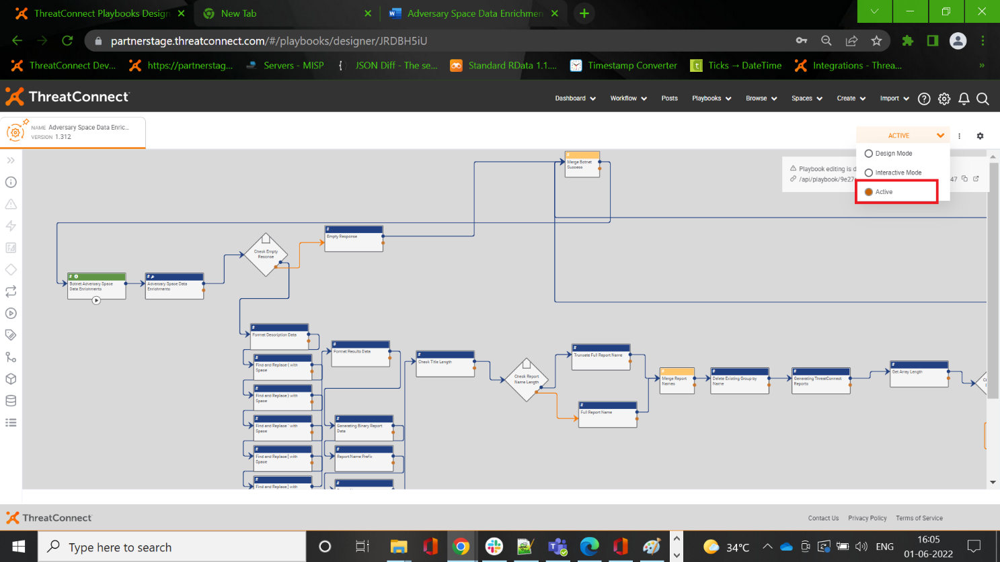 ThreatConnect Playbooks Design
New Tab
Adversary Space Data Enrichmen
partnerstage.threatconnect.com/#/playbooks/designer/JRDBH5iU
ThreatConnect Dev...
https://partnerstag...
Servers - MISP
JSON Diff - The se...
Standard RData 1.1....
Timestamp Converter
Ticks → DateTime
Integrations - Threa...
ThreatConnect
Dashboard
Workflow
Posts
Playbooks
Browse
Spaces
Create
Import
NAME Adversary Space Data Enric...
VERSION 1.312
ACTIVE
Design Mode
Interactive Mode
Active
Playbook editing is d
/api/playbook/9e27
47
Merge Botnet
Success
Empty Response
Check Empty
Response
Botnet Adversary Space
Data Enrichments
Adversary Space Data
Enrichments
Format Description Data
Find and Replace ( with
Space
Find and Replace ) with
Space
Find and Replace ` with
Space
Find and Replace [ with
Space
Find and Replace ] with
Format Results Data
Generating Binary Report
Data
Report Name Prefix
Check Title Length
Check Report
Name Length
Truncate Full Report Name
Full Report Name
Merge Report
Names
Delete Existing Group by
Name
Generating ThreatConnect
Reports
Get Array Length
ThreatConnect
Contact Us
Privacy Policy
Terms of Service
Type here to search
34°C
ENG
16:05
01-06-2022